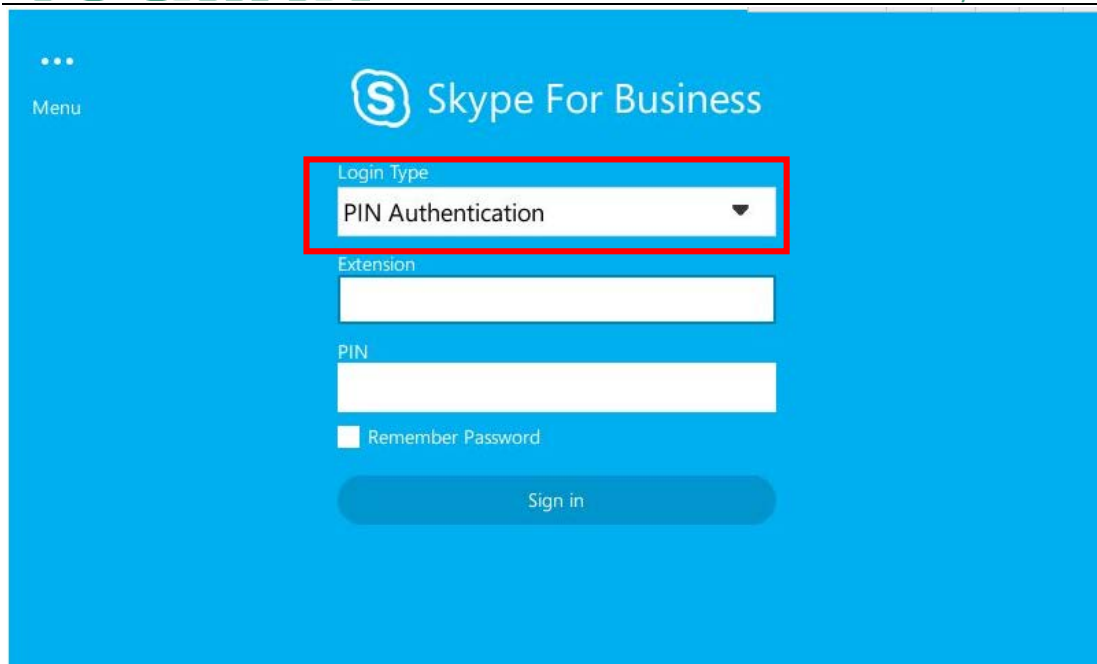 Menu
Skype For Business
Login Type
PIN Authentication
Extension
PIN
Remember Password
Sign in